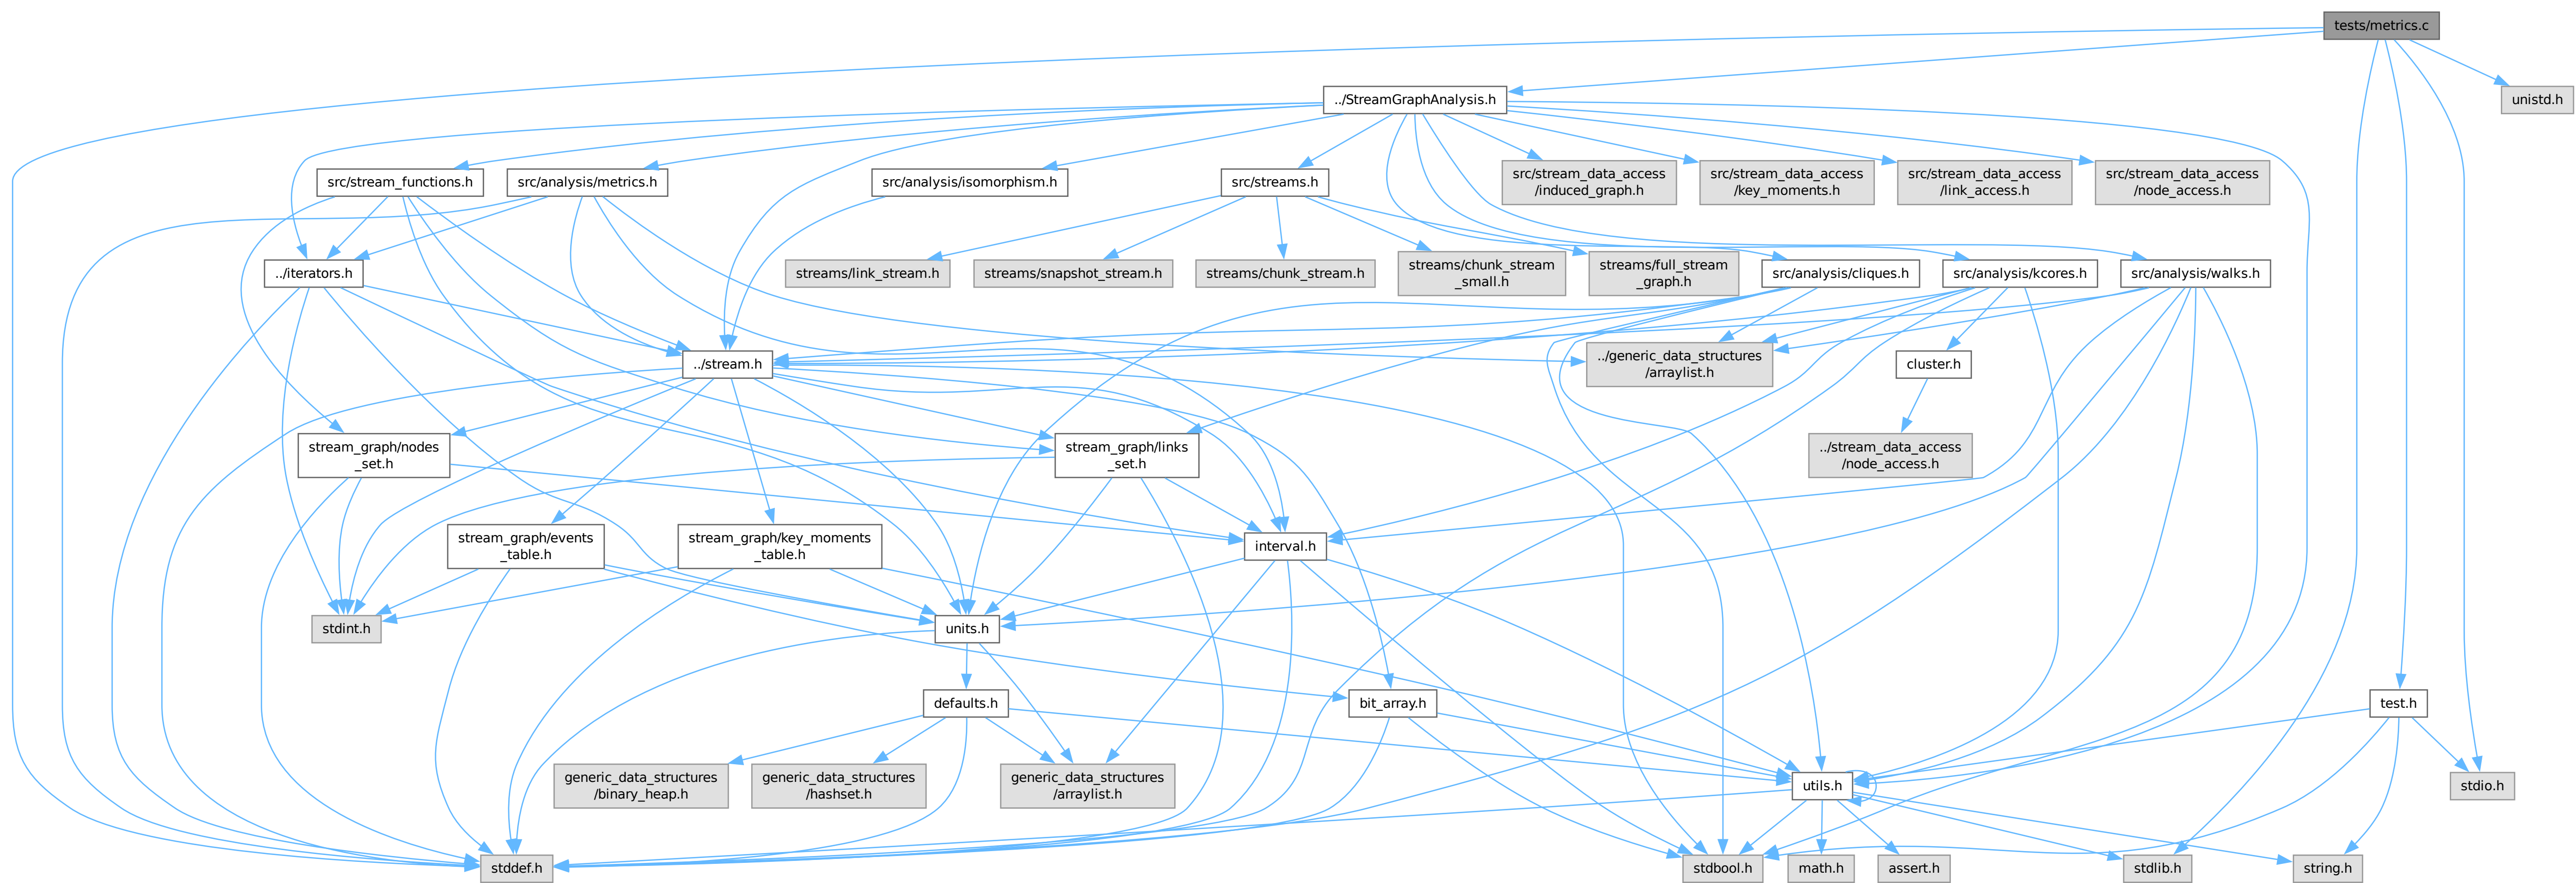 tests/metrics.c
../StreamGraphAnalysis.h
unistd.h
src/stream_functions.h
src/analysis/metrics.h
src/analysis/isomorphism.h
src/streams.h
src/stream_data_access
/induced_graph.h
src/stream_data_access
/key_moments.h
src/stream_data_access
/link_access.h
src/stream_data_access
/node_access.h
../iterators.h
streams/link_stream.h
streams/snapshot_stream.h
streams/chunk_stream.h
streams/chunk_stream
_small.h
streams/full_stream
_graph.h
src/analysis/cliques.h
src/analysis/kcores.h
src/analysis/walks.h
../stream.h
../generic_data_structures
/arraylist.h
cluster.h
stream_graph/nodes
_set.h
stream_graph/links
_set.h
../stream_data_access
/node_access.h
stream_graph/events
_table.h
stream_graph/key_moments
_table.h
interval.h
stdint.h
units.h
defaults.h
bit_array.h
test.h
generic_data_structures
/binary_heap.h
generic_data_structures
/hashset.h
generic_data_structures
/arraylist.h
utils.h
stdio.h
stddef.h
stdbool.h
math.h
assert.h
stdlib.h
string.h